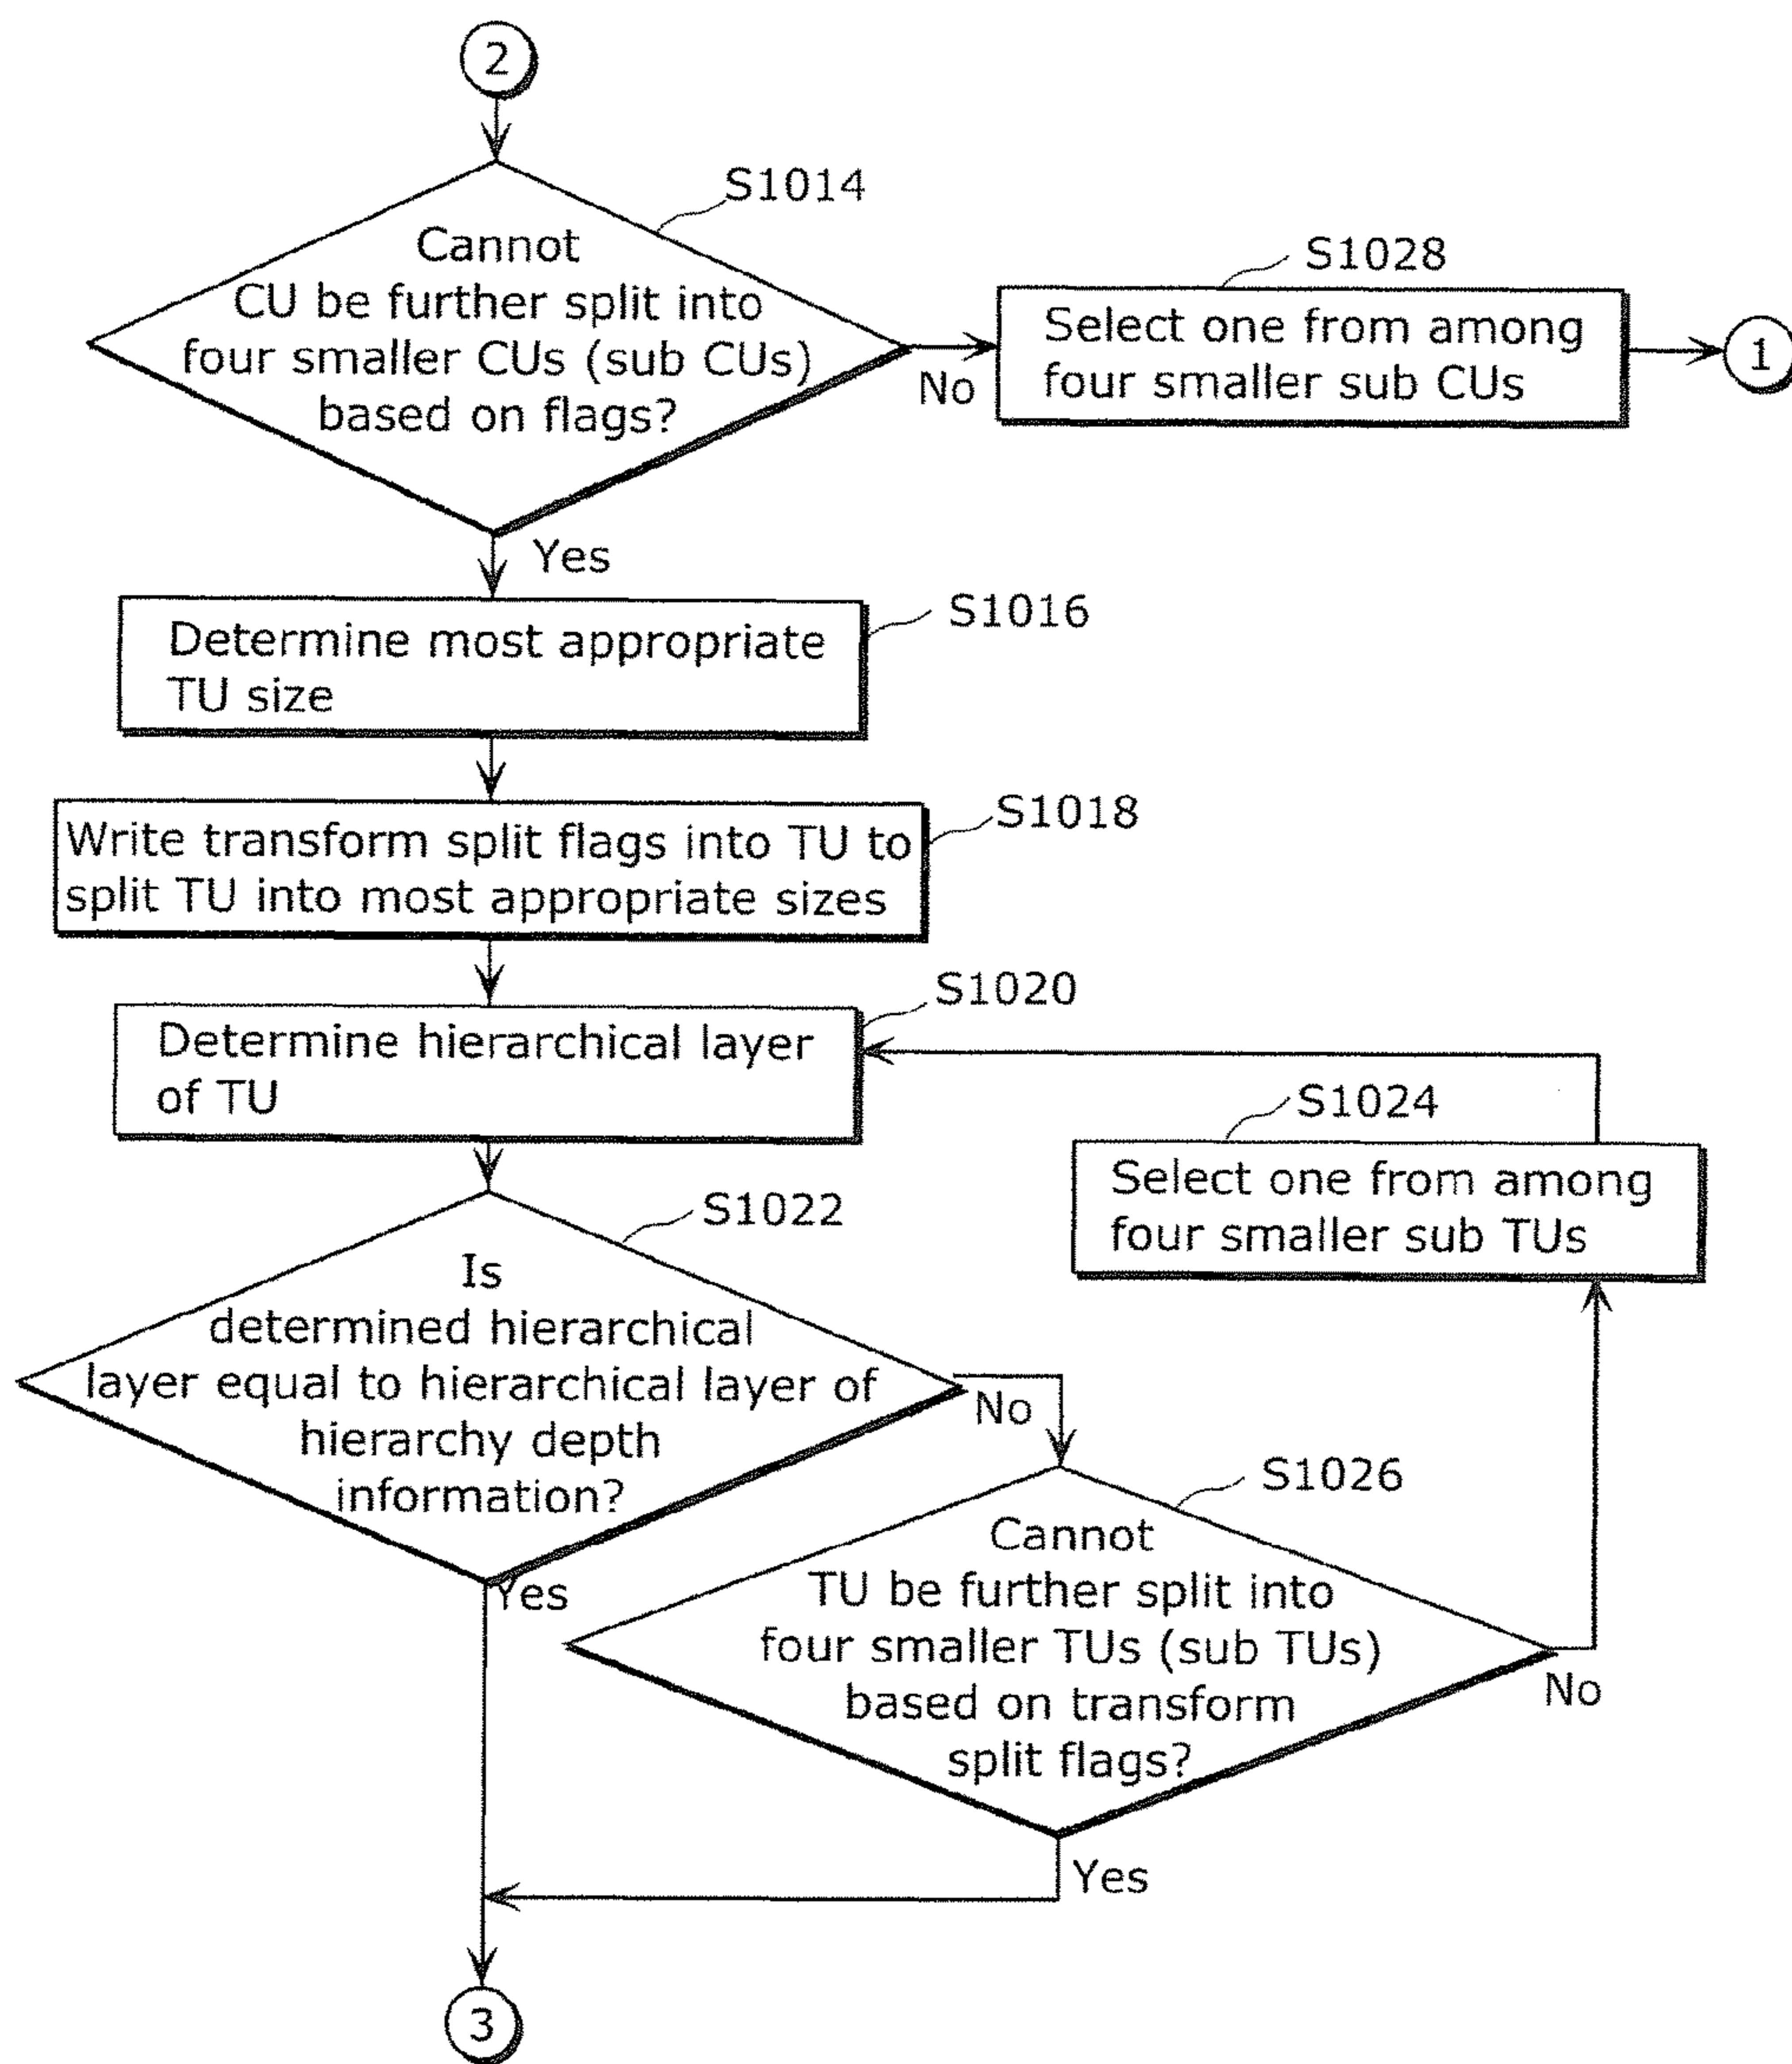 2
S1014
Cannot
CU be further split into
four smaller CUs (sub CUs)
based on flags?
No
S1028
Select one from among
four smaller sub CUs
1
Yes
S1016
Determine most appropriate
TU size
S1018
Write transform split flags into TU to
split TU into most appropriate sizes
S1020
Determine hierarchical layer
of TU
S1024
Select one from among
four smaller sub TUs
S1022
Is
determined hierarchical
layer equal to hierarchical layer of
hierarchy depth
information?
No
Yes
S1026
Cannot
TU be further split into
four smaller TUs (sub TUs)
based on transform
split flags?
No
Yes
3